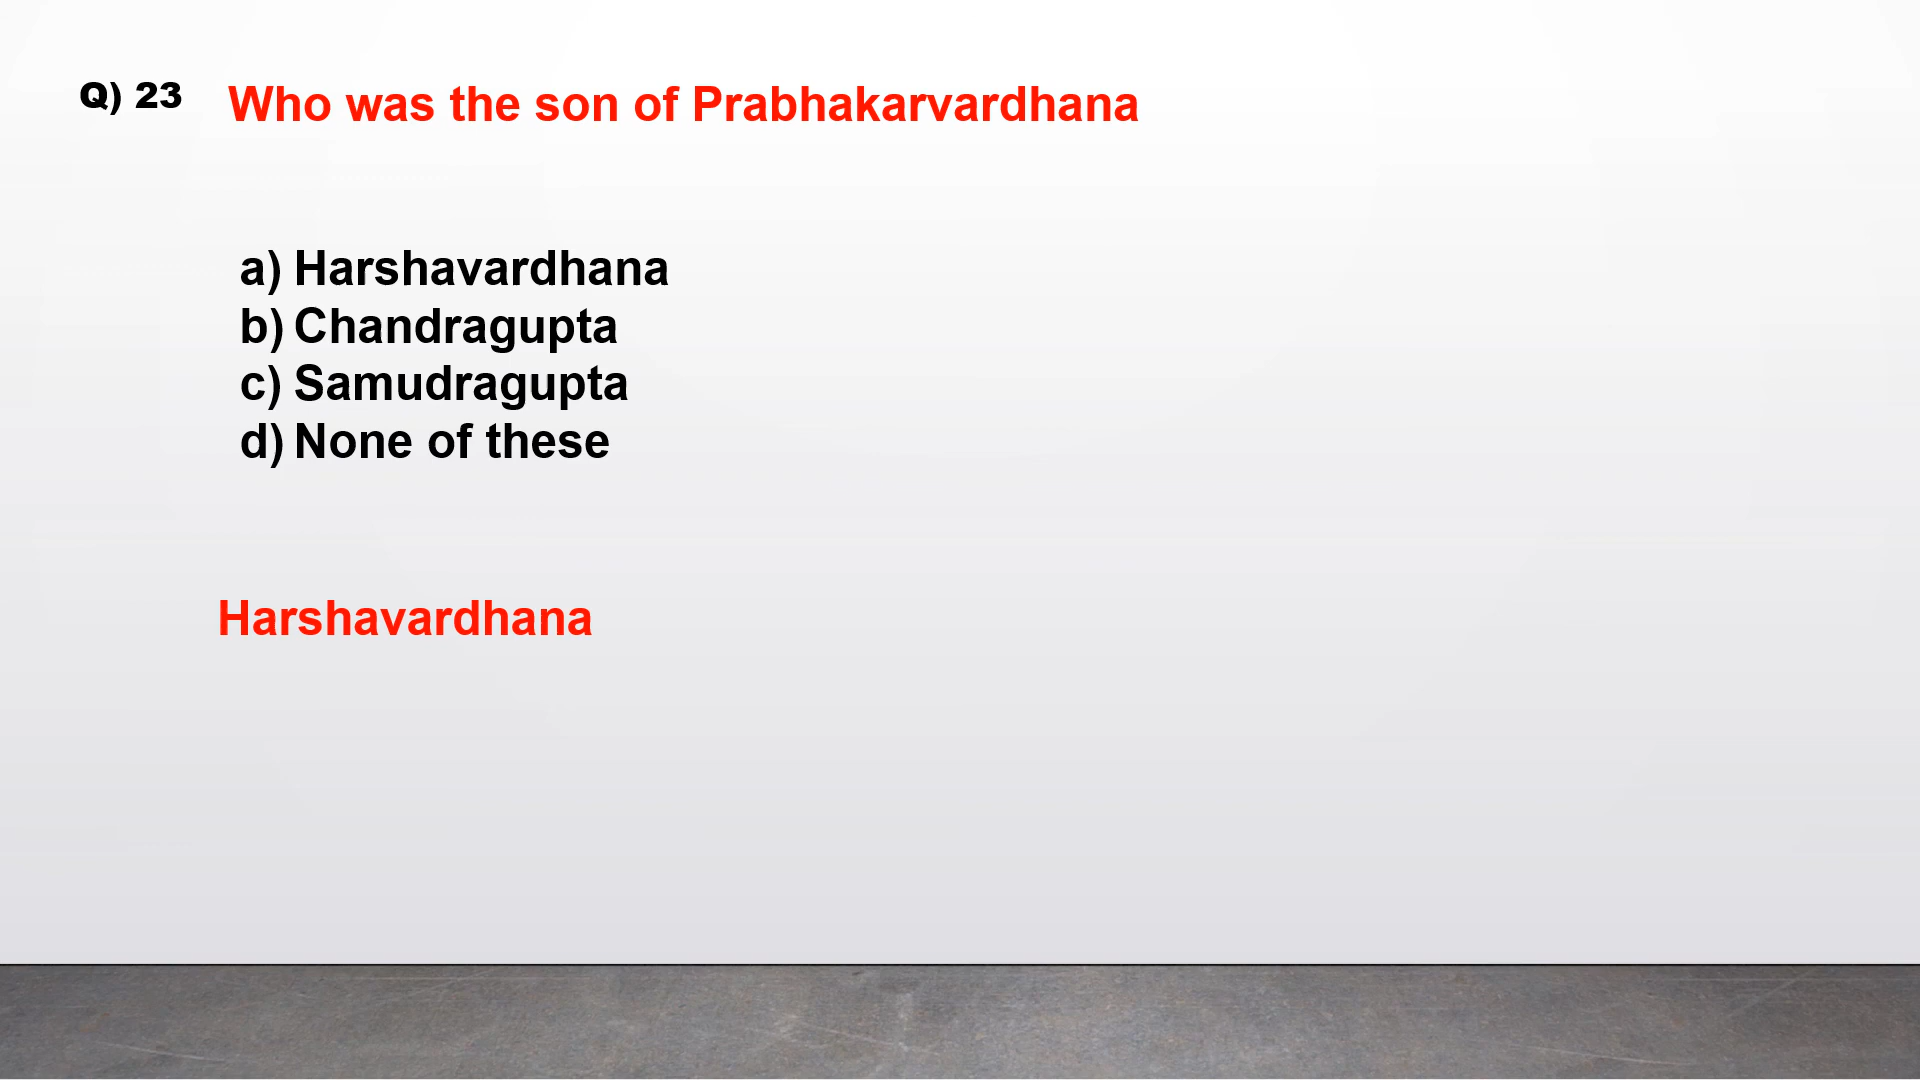 Q) 23 Who was the son of Prabhakarvardhana
a) Harshavardhana
b) Chandragupta
c) Samudragupta
d) None of these
Harshavardhana